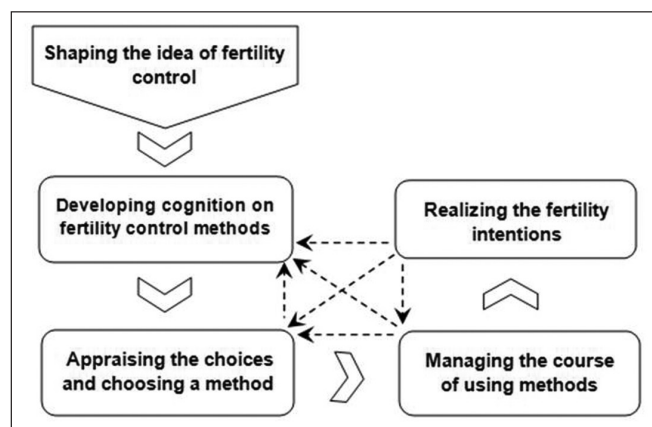 Shaping the idea of fertility
control
Developing cognition on
fertility control methods
Realizing the fertility
intentions
Appraising the choices
and choosing a method
Managing the course
of using methods